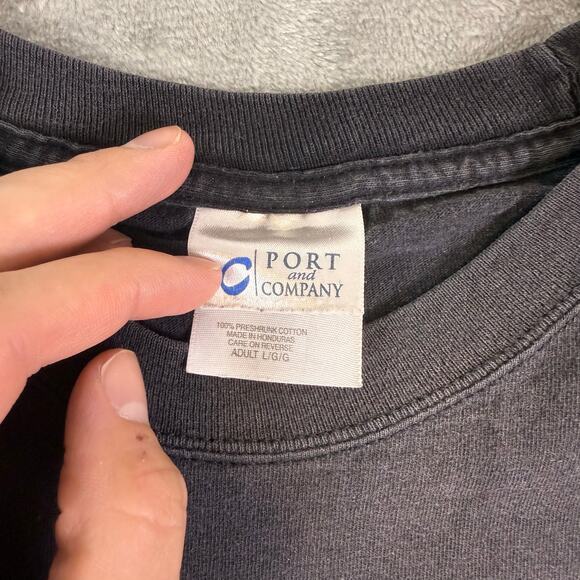 PORT
and
COMPANY
100% PRESHRUNK COTTON
MADE IN HONDURAS
CARE ON REVERSE
ADULT L/G/G